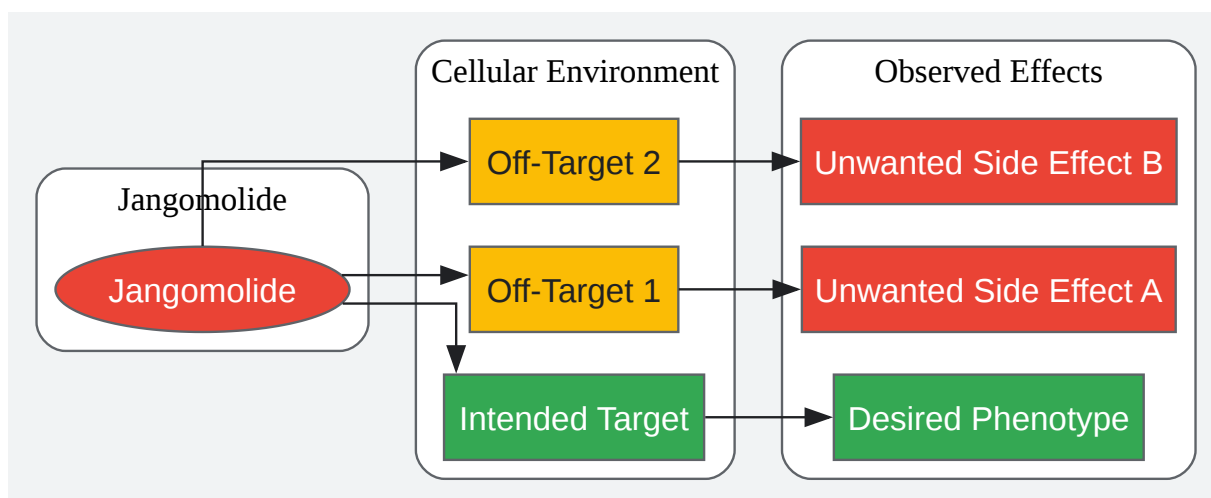 Jangomolide
Jangomolide
Cellular Environment
Off-Target 2
Off-Target 1
Intended Target
Observed Effects
Unwanted Side Effect B
Unwanted Side Effect A
Desired Phenotype